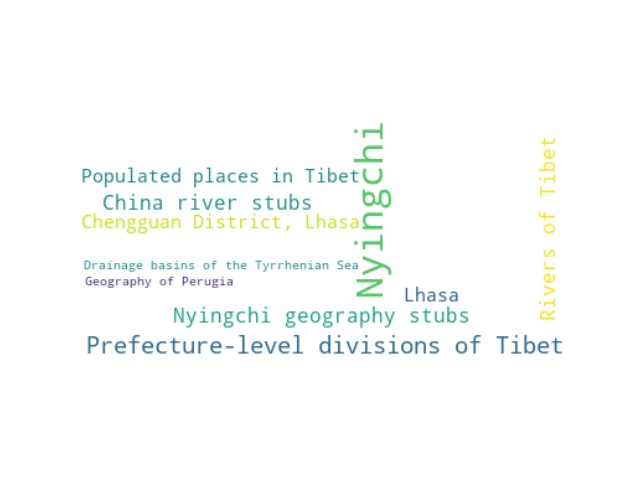 Populated places in Tibet
China river stubs
Chengguan District, Lhasa
Nyingchi
Rivers of Tibet
Drainage basins of the Tyrrhenian Sea
Geography of Perugia
Lhasa
Nyingchi geography stubs
Prefecture-level divisions of Tibet